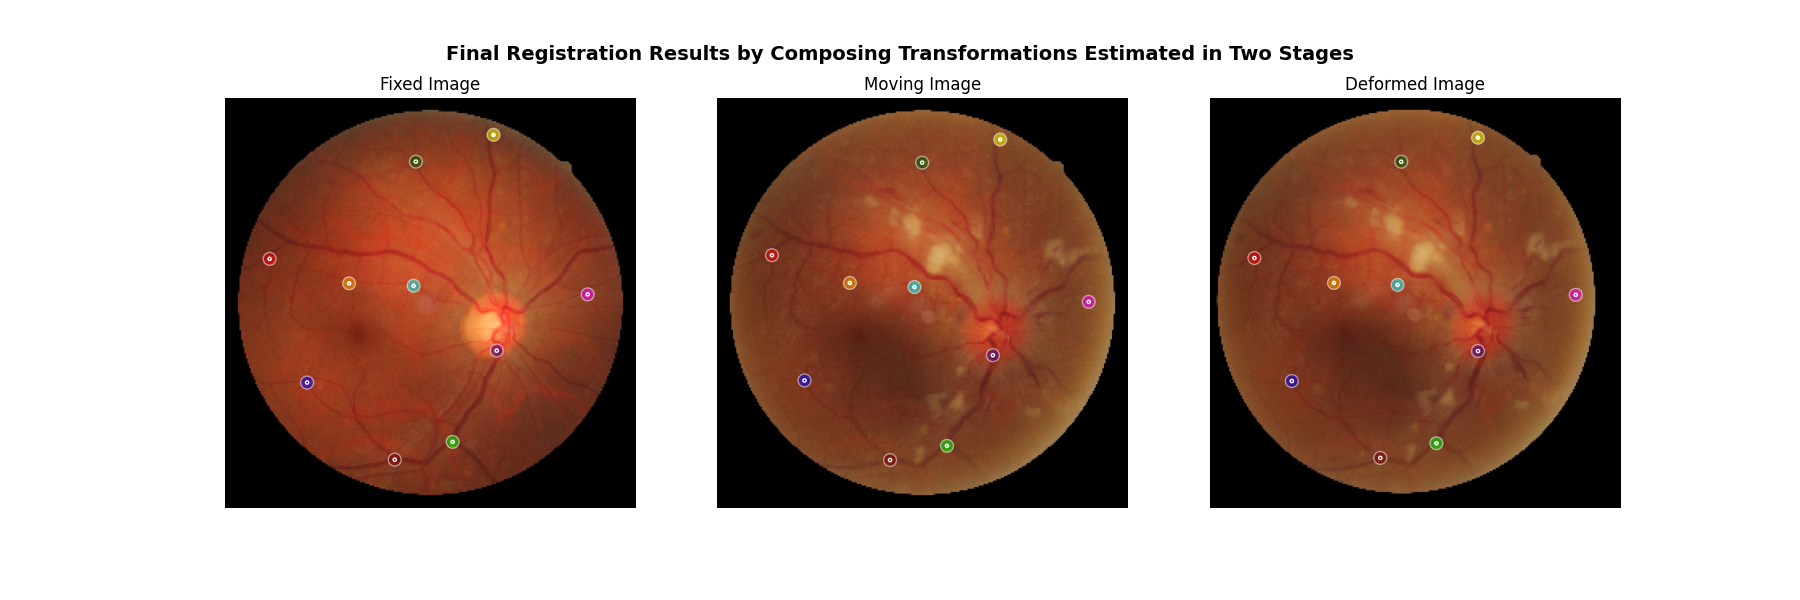 Final Registration Results by Composing Transformations Estimated in Two Stages
Fixed Image
Moving Image
Deformed Image